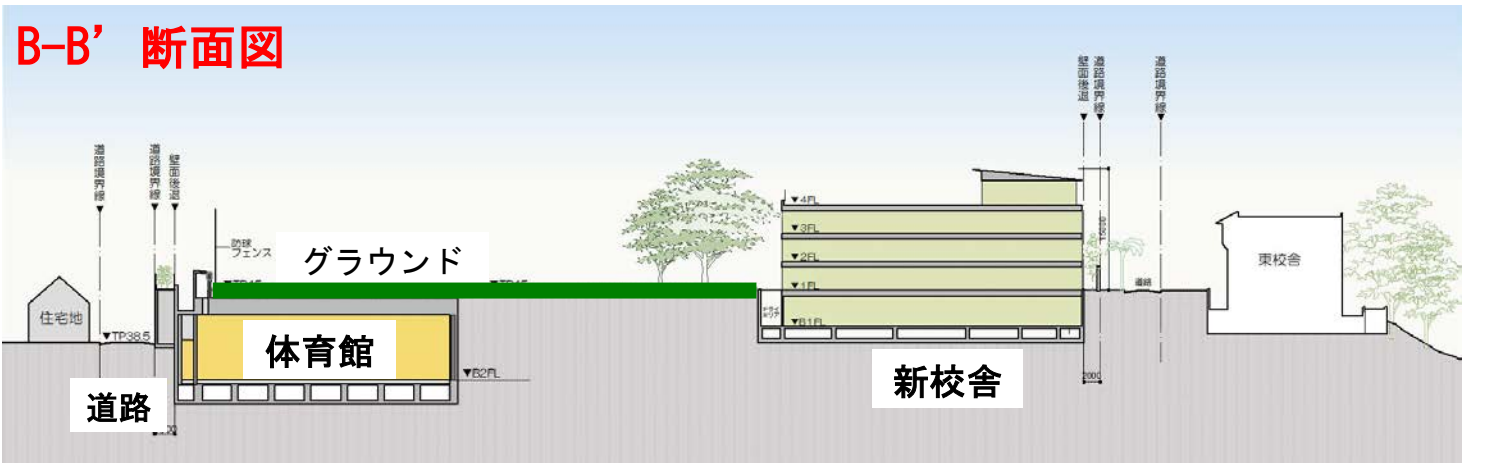 B-B’断面図
道路境界線
道路境界線
壁面後退
壁面後退
道路境界線
道路境界線
防球
フェンス
グラウンド
▼4FL
▼3FL
▼2FL
▼1FL
▼B1FL
15000
道路
東校舎
住宅地
▼TP38.5
体育館
▼B2FL
道路
新校舎
2000